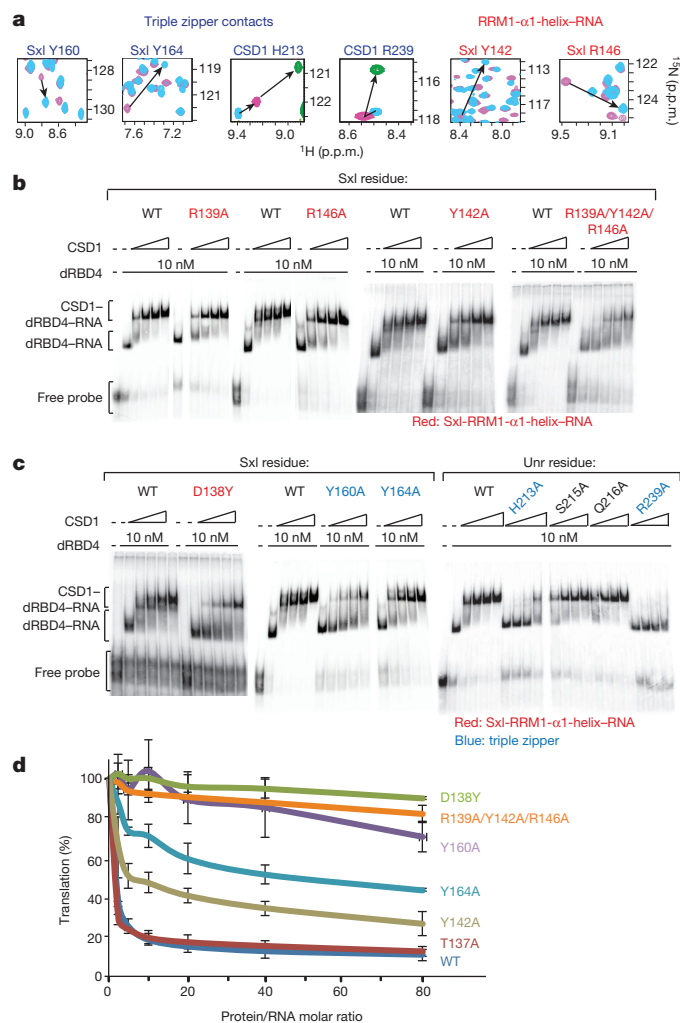 a
Triple zipper contacts
RRM1-α1-helix–RNA
Sxl Y160
Sxl Y164
CSD1 H213
CSD1 R239
Sxl Y142
Sxl R146
128
130
119
121
121
122
116
118
113
117
122
124
¹⁵N (p.p.m.)
9.0 8.6
7.6 7.2
9.4 9.0
8.6 8.4
8.4 8.0
9.5 9.1
¹H (p.p.m.)
b
Sxl residue:
WT R139A WT R146A WT Y142A WT R139A/Y142A/
R146A
CSD1
- - - - - - - - - - - -
dRBD4 10 nM 10 nM 10 nM 10 nM 10 nM 10 nM
CSD1–
dRBD4–RNA
dRBD4–RNA
Free probe
Red: Sxl-RRM1-α1-helix–RNA
c
Sxl residue:
Unr residue:
WT D138Y WT Y160A Y164A WT H213A S215A Q216A R239A
CSD1
dRBD4 10 nM 10 nM 10 nM 10 nM 10 nM 10 nM
CSD1–
dRBD4–RNA
dRBD4–RNA
Free probe
Red: Sxl-RRM1-α1-helix–RNA
Blue: triple zipper
d
Translation (%)
100
80
60
40
20
0
0 20 40 60 80
Protein/RNA molar ratio
D138Y
R139A/Y142A/R146A
Y160A
Y164A
Y142A
T137A
WT